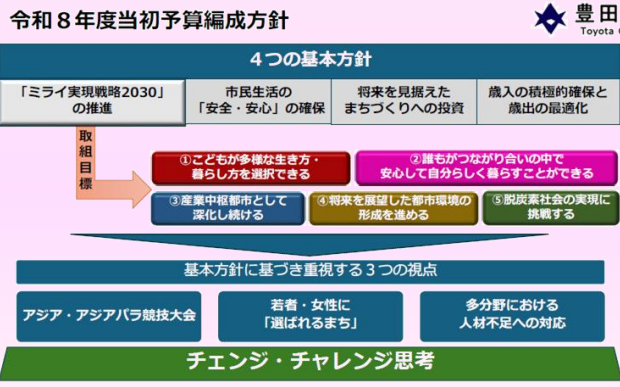 令和8年度当初予算編成方針
豊田
Toyota
4つの基本方針
「ミライ実現戦略2030」
の推進
市民生活の
「安全・安心」の確保
将来を見据えた
まちづくりへの投資
歳入の積極的確保と
歳出の最適化
取組目標
①こどもが多様な生き方・
暮らし方を選択できる
②誰もがつながり合いの中で
安心して自分らしく暮らすことができる
③産業中枢都市として
深化し続ける
④将来を展望した都市環境の
形成を進める
⑤脱炭素社会の実現に
挑戦する
基本方針に基づき重視する3つの視点
アジア・アジアパラ競技大会
若者・女性に
「選ばれるまち」
多分野における
人材不足への対応
チェンジ・チャレンジ思考